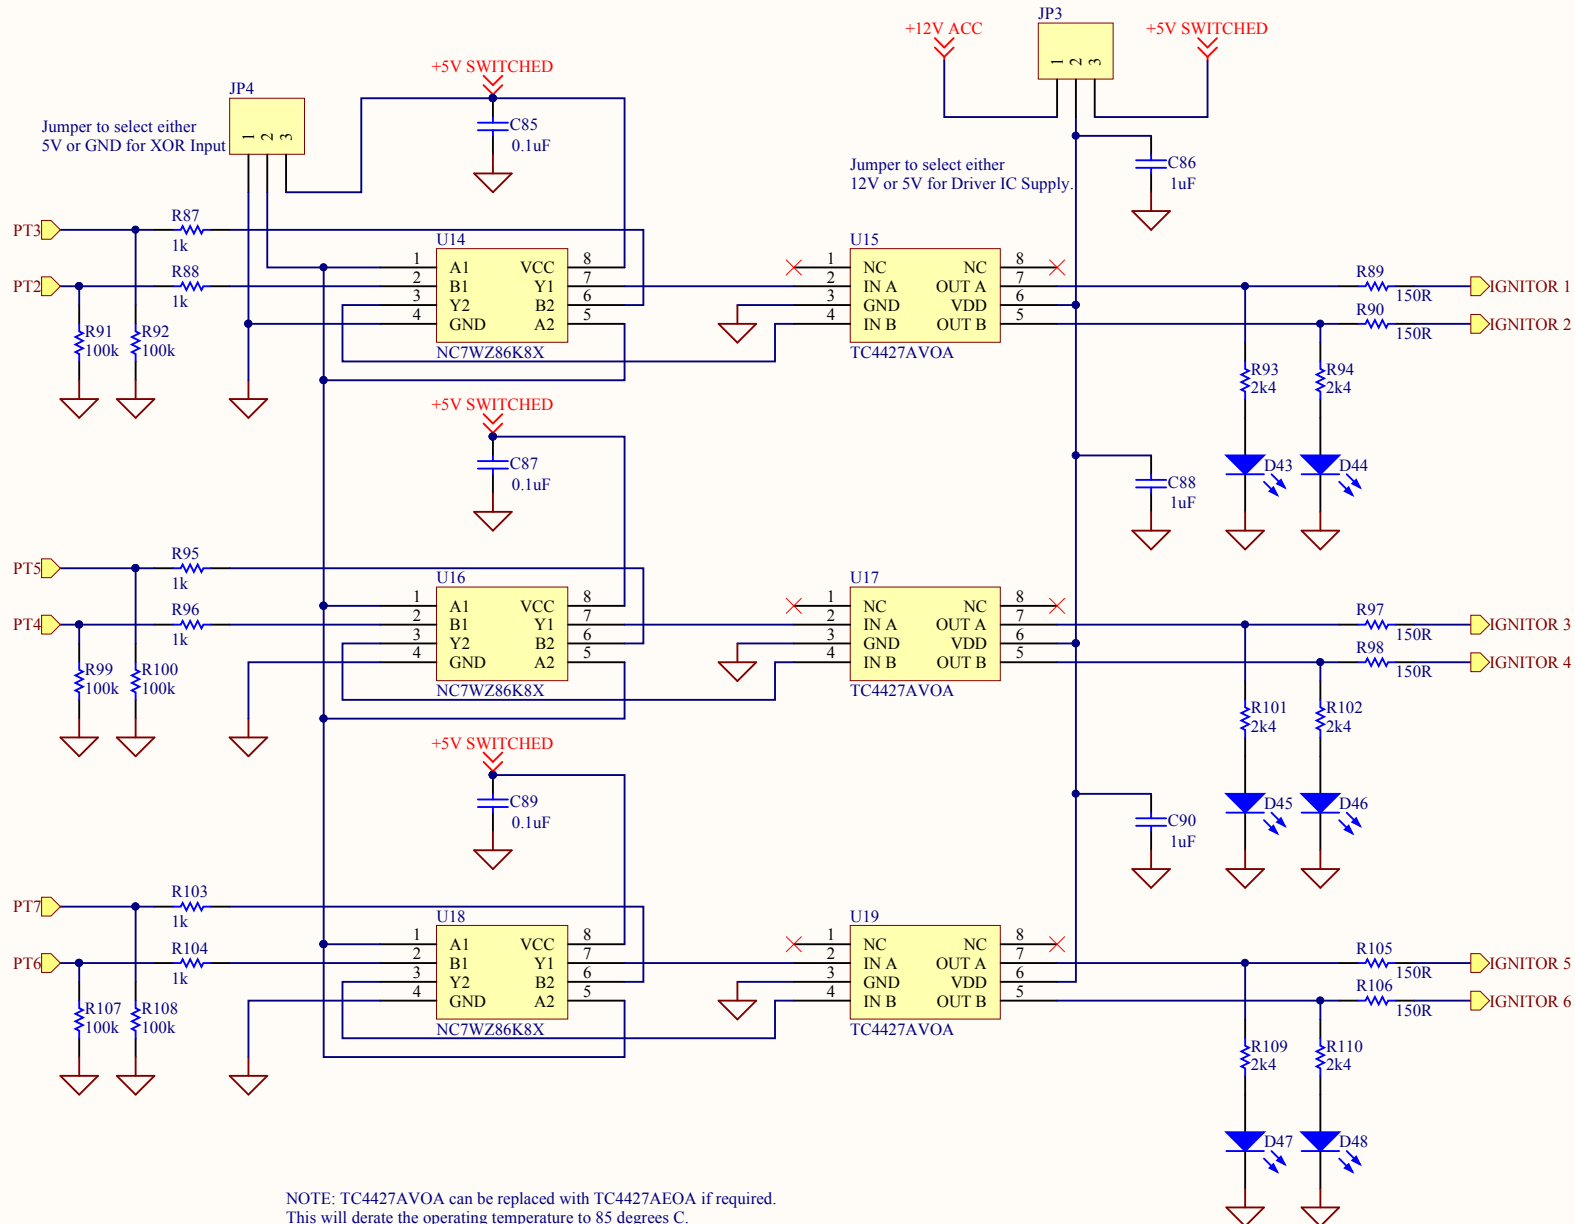 JP3
+12V ACC
+5V SWITCHED
1
2
3
+5V SWITCHED
JP4
1
2
3
Jumper to select either
5V or GND for XOR Input
C85
0.1uF
Jumper to select either
12V or 5V for Driver IC Supply.
C86
1uF
PT3
R87
1k
PT2
R88
1k
R91
100k
R92
100k
U14
1 A1 VCC 8
2 B1 Y1 7
3 Y2 B2 6
4 GND A2 5
NC7WZ86K8X
U15
1 NC NC 8
2 IN A OUT A 7
3 GND VDD 6
4 IN B OUT B 5
TC4427AVOA
R89
150R
IGNITOR 1
R90
150R
IGNITOR 2
R93
2k4
R94
2k4
D43
D44
+5V SWITCHED
C87
0.1uF
C88
1uF
PT5
R95
1k
PT4
R96
1k
R99
100k
R100
100k
U16
1 A1 VCC 8
2 B1 Y1 7
3 Y2 B2 6
4 GND A2 5
NC7WZ86K8X
U17
1 NC NC 8
2 IN A OUT A 7
3 GND VDD 6
4 IN B OUT B 5
TC4427AVOA
R97
150R
IGNITOR 3
R98
150R
IGNITOR 4
R101
2k4
R102
2k4
D45
D46
+5V SWITCHED
C89
0.1uF
C90
1uF
PT7
R103
1k
PT6
R104
1k
R107
100k
R108
100k
U18
1 A1 VCC 8
2 B1 Y1 7
3 Y2 B2 6
4 GND A2 5
NC7WZ86K8X
U19
1 NC NC 8
2 IN A OUT A 7
3 GND VDD 6
4 IN B OUT B 5
TC4427AVOA
R105
150R
IGNITOR 5
R106
150R
IGNITOR 6
R109
2k4
R110
2k4
D47
D48
NOTE: TC4427AVOA can be replaced with TC4427AEOA if required.
This will derate the operating temperature to 85 degrees C.